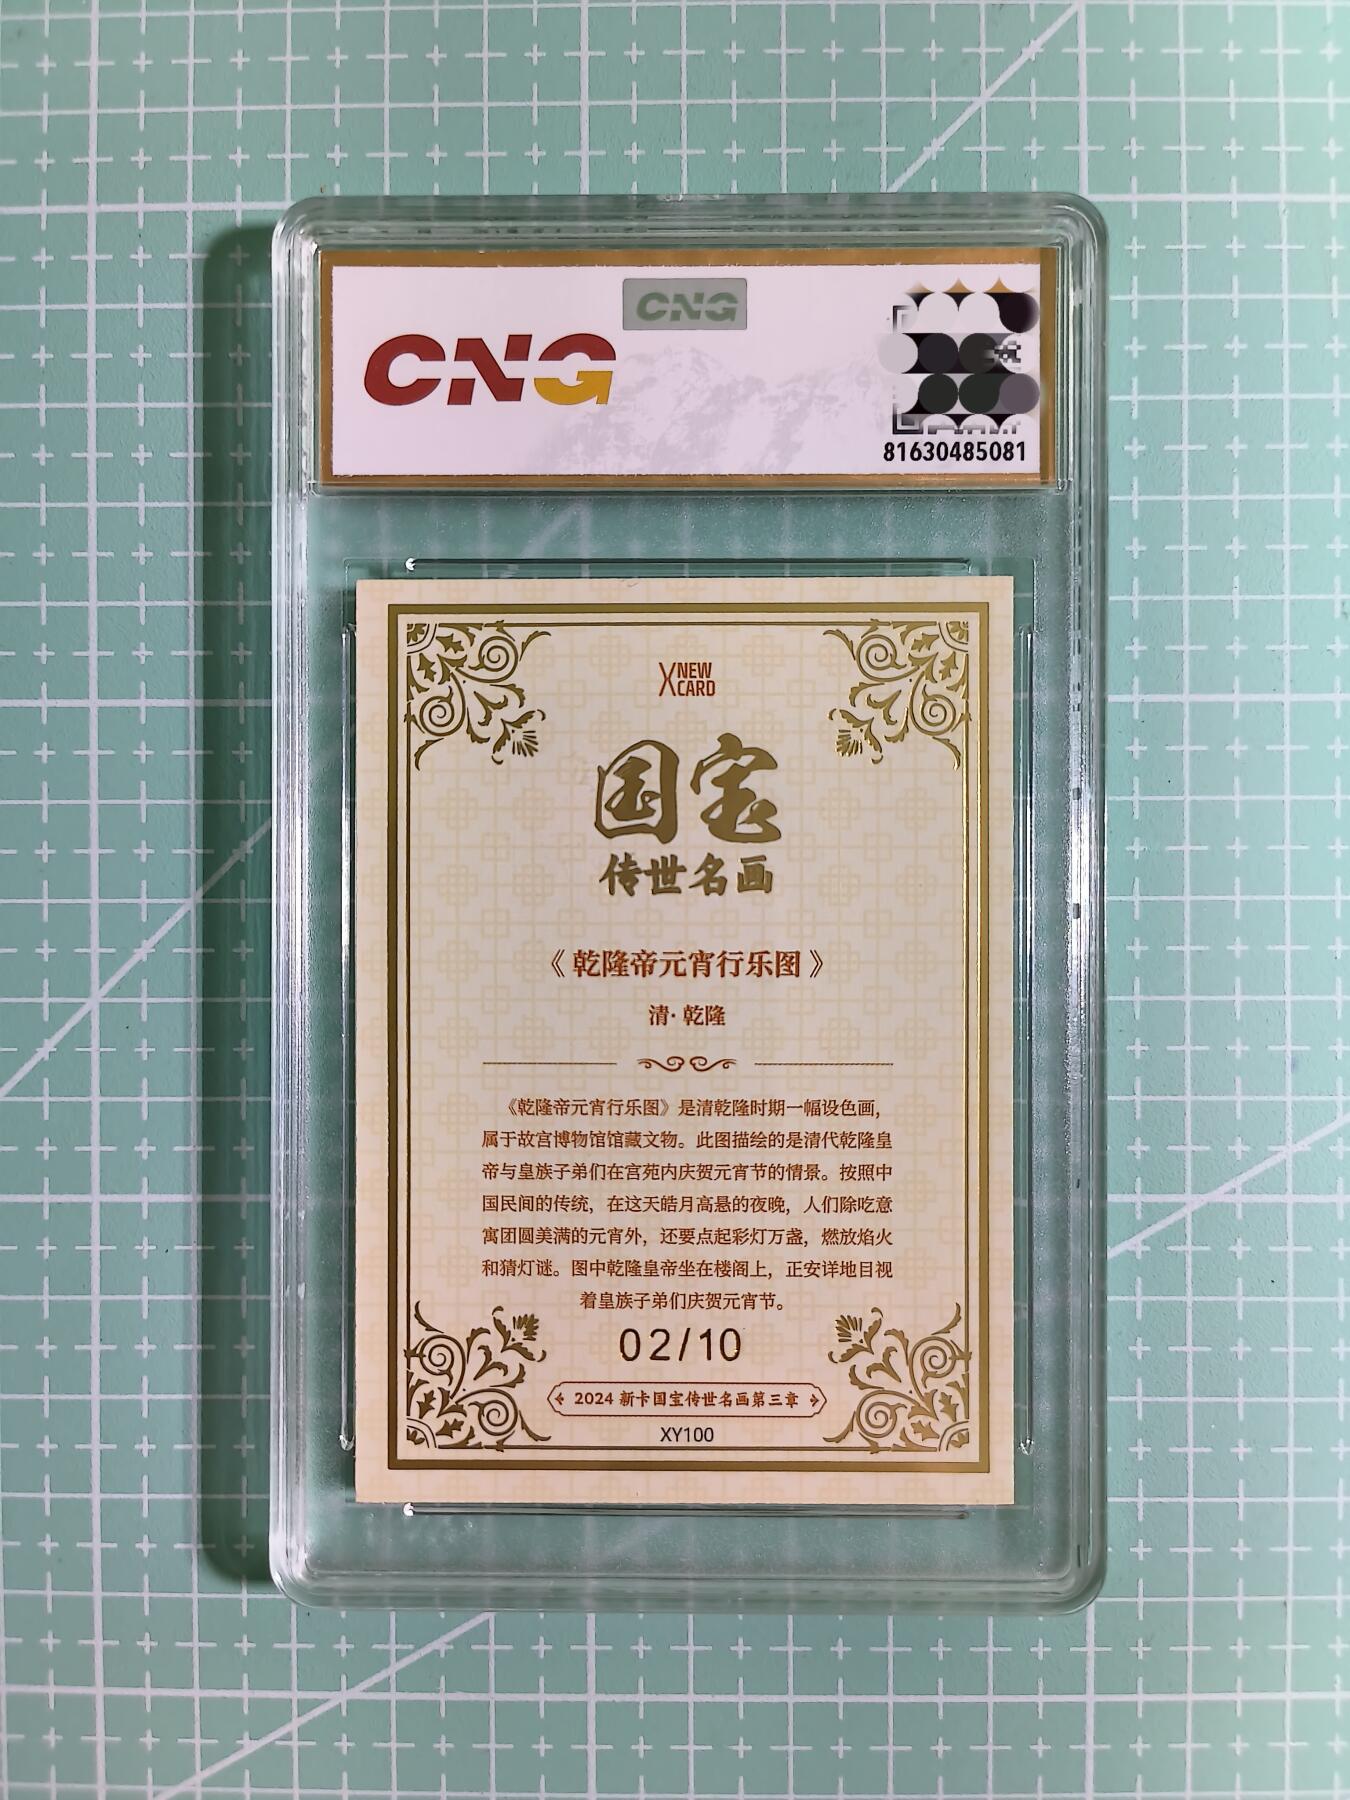 CNG
CNG
81630485081
XNEW
CARD
国宝
传世名画
《乾隆帝元宵行乐图》
清·乾隆
《乾隆帝元宵行乐图》是清乾隆时期一幅设色画，
属于故宫博物馆馆藏文物。此图描绘的是清代乾隆皇
帝与皇族子弟们在宫苑内庆贺元宵节的情景。按照中
国民间的传统，在这天皓月高悬的夜晚，人们除吃意
寓团圆美满的元宵外，还要点起彩灯万盏，燃放焰火
和猜灯谜。图中乾隆皇帝坐在楼阁上，正安详地目视
着皇族子弟们庆贺元宵节。
02/10
2024 新卡国宝传世名画第三章
XY100